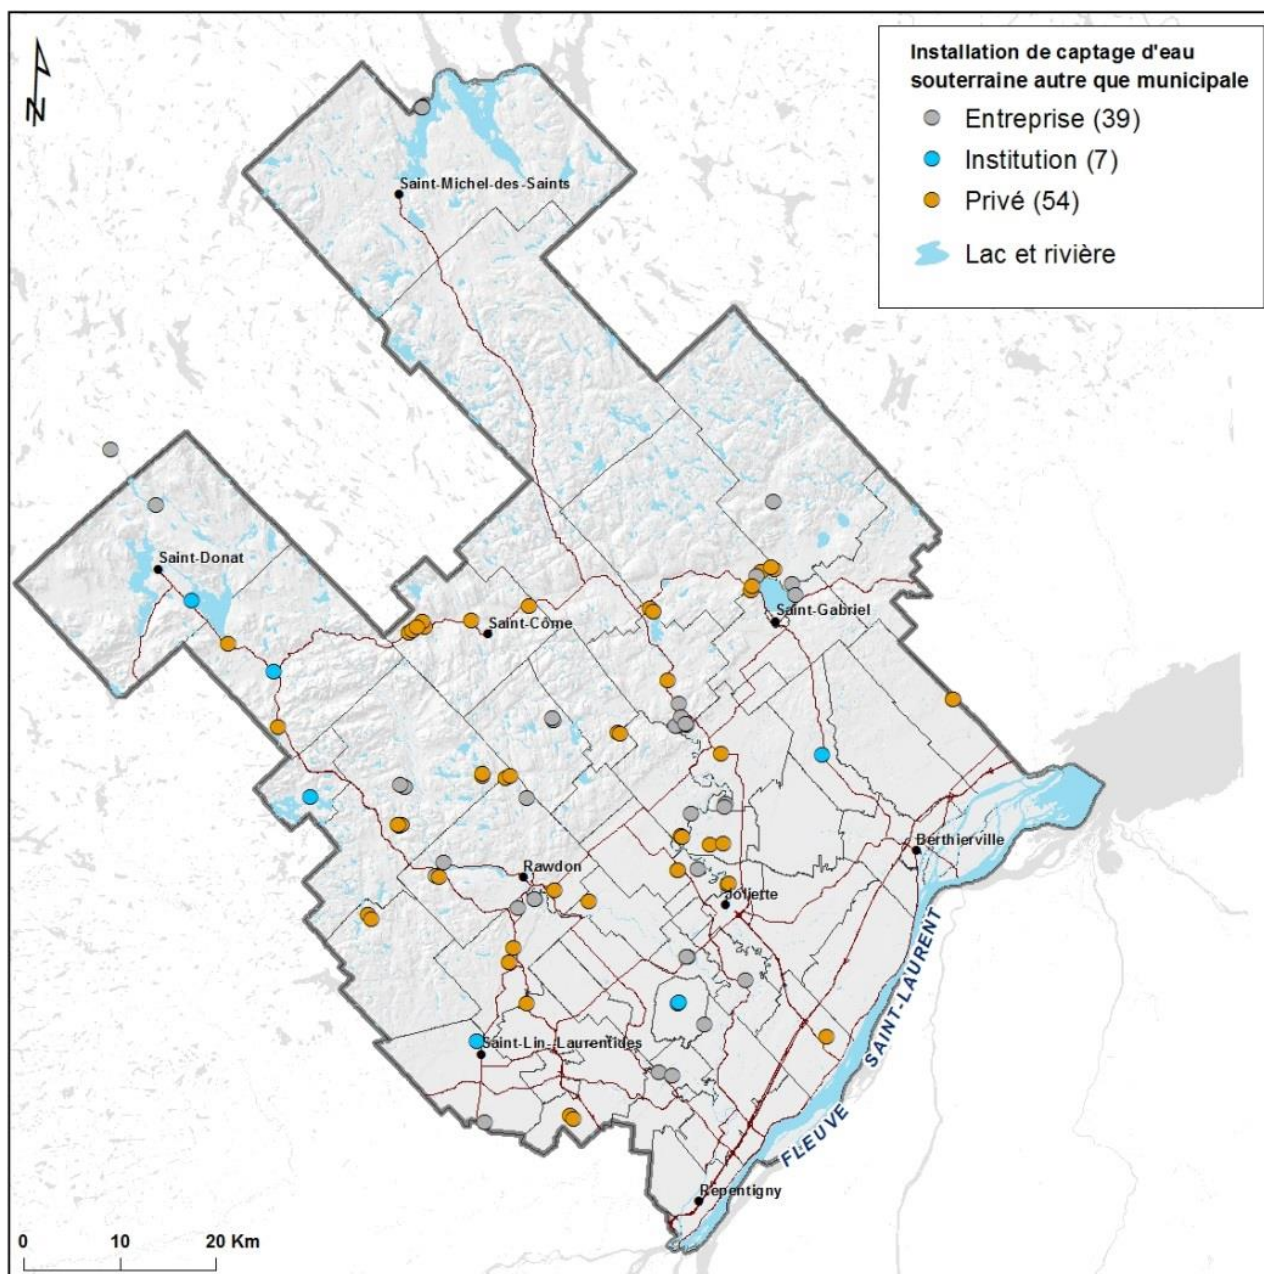 Installation de captage d'eau
souterraine autre que municipale
Entreprise (39)
Institution (7)
Privé (54)
Lac et rivière
N
Saint-Michel-des-Saints
Saint-Donat
Saint-Côme
Saint-Gabriel
Berthierville
Rawdon
Joliette
Saint-Lin--Laurentides
FLEUVE SAINT-LAURENT
Repentigny
0 10 20 Km